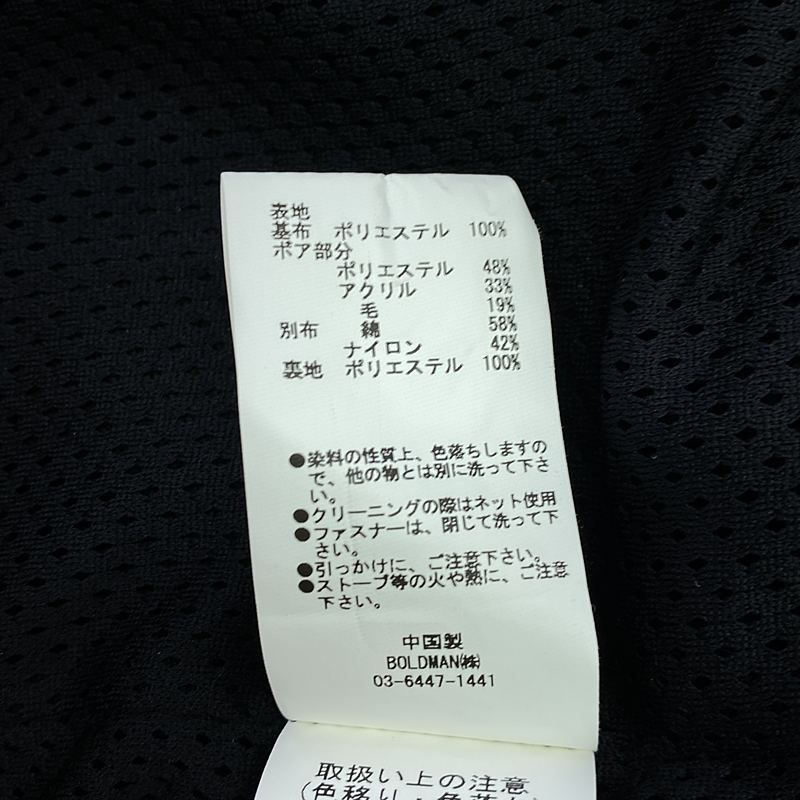 表地
基布 ポリエステル 100%
ボア部分
ポリエステル 48%
アクリル 33%
毛 19%
別布 綿 58%
ナイロン 42%
裏地 ポリエステル 100%
●染料の性質上、色落ちしますの
で、他の物とは別に洗って下さ
い。
●クリーニングの際はネット使用
●ファスナーは、閉じて洗って下
さい。
●引っかけに、ご注意下さい。
●ストーブ等の火や熱に、ご注意
下さい。
中国製
BOLDMAN㈱
03-6447-1441
取扱い上の注意
(色移り・色落ち)